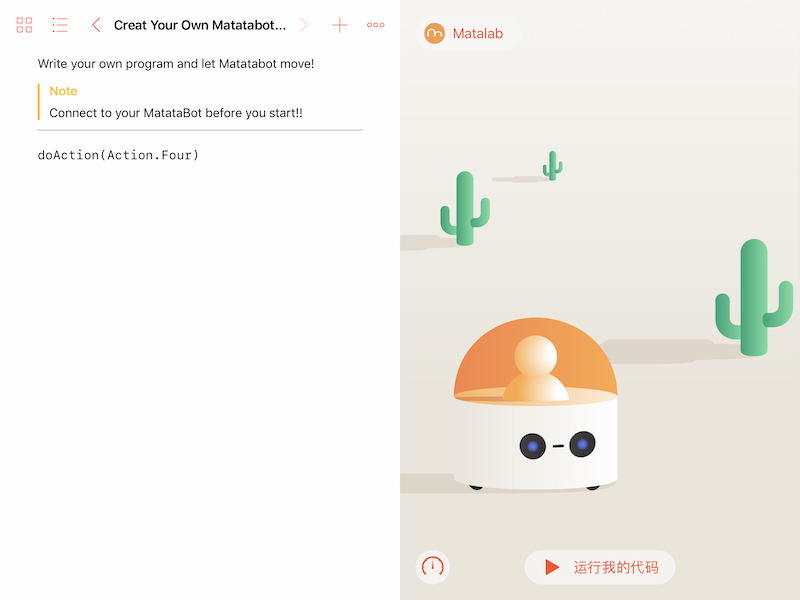 Creat Your Own Matatabot...
Write your own program and let Matatabot move!
Note
Connect to your MatataBot before you start!!
doAction(Action.Four)
Matalab
运行我的代码